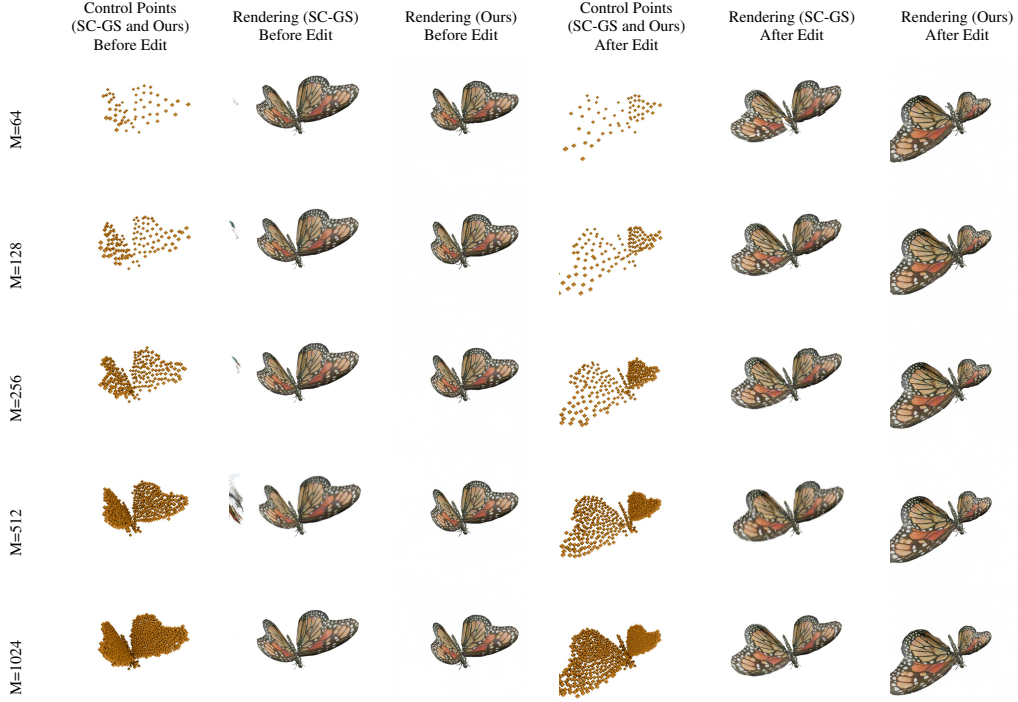 Control Points
(SC-GS and Ours)
Before Edit
Rendering (SC-GS)
Before Edit
Rendering (Ours)
Before Edit
Control Points
(SC-GS and Ours)
After Edit
Rendering (SC-GS)
After Edit
Rendering (Ours)
After Edit
M=64
M=128
M=256
M=512
M=1024